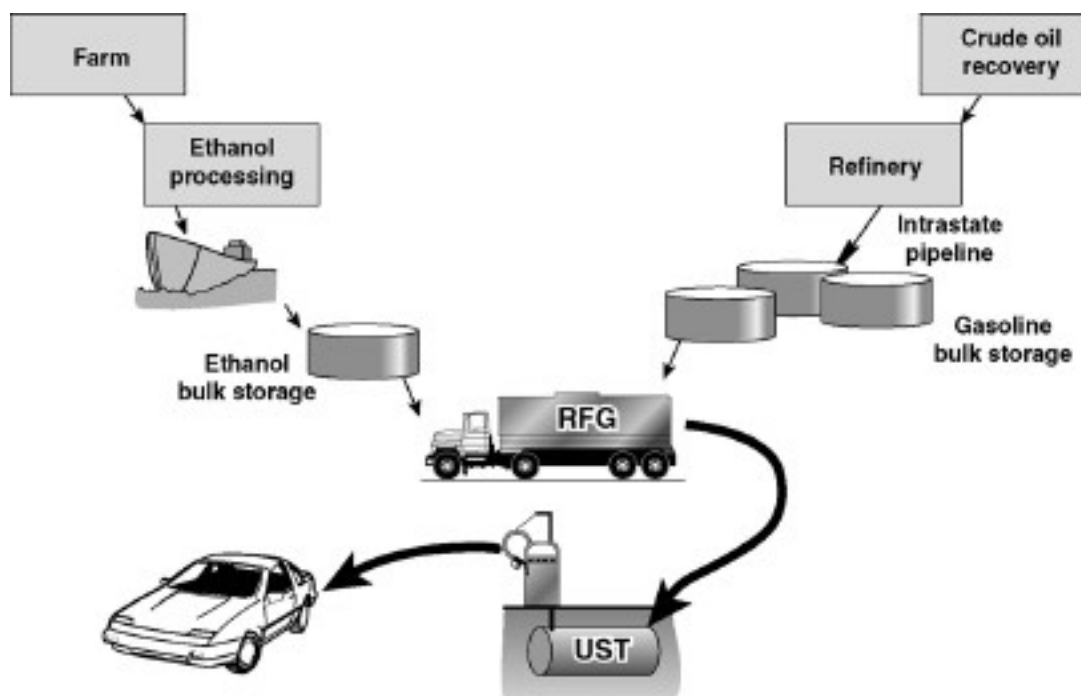 Farm
Crude oil
recovery
Ethanol
processing
Refinery
Intrastate
pipeline
Gasoline
bulk storage
Ethanol
bulk storage
RFG
UST